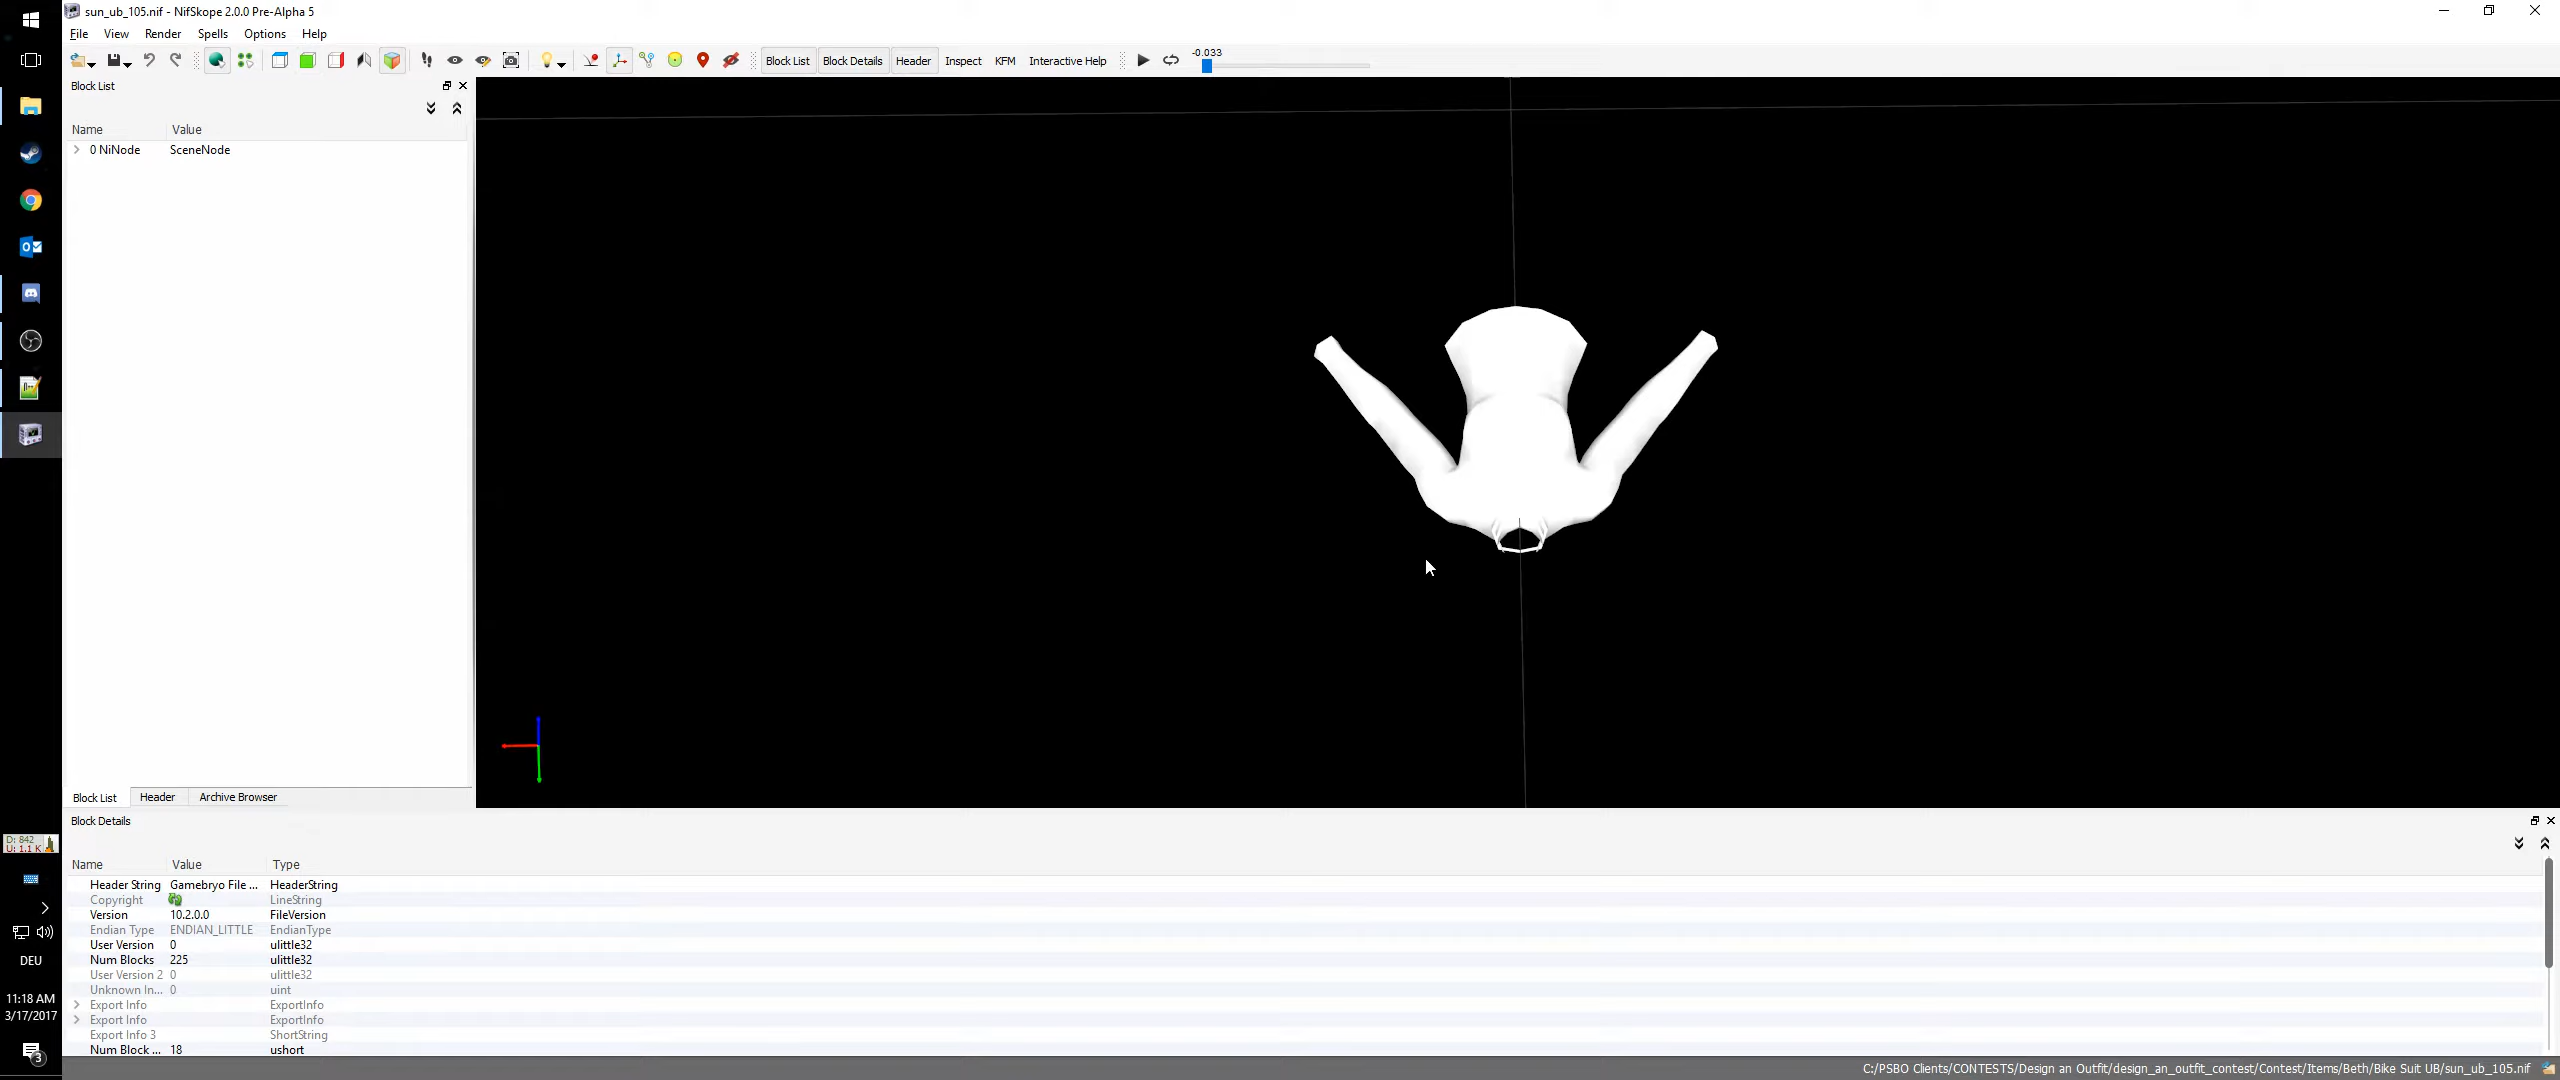 sun_ub_105.nif - NifSkope 2.0.0 Pre-Alpha 5
File View Render Spells Options Help
Block List Block Details Header Inspect KFM Interactive Help -0.033
Block List
Name Value
0 NiNode SceneNode
Block List Header Archive Browser
Block Details
Name Value Type
Header String Gamebryo File ... HeaderString
Copyright LineString
Version 10.2.0.0 FileVersion
Endian Type ENDIAN_LITTLE EndianType
User Version 0 ulittle32
Num Blocks 225 ulittle32
User Version 2 0 ulittle32
Unknown In... 0 uint
Export Info ExportInfo
Export Info ExportInfo
Export Info 3 ShortString
Num Block ... 18 ushort
C:/PSBO Clients/CONTESTS/Design an Outfit/design_an_outfit_contest/Contest/Items/Beth/Bike Suit UB/sun_ub_105.nif
D: 842
U: 1.1 K
DEU
11:18 AM
3/17/2017
3